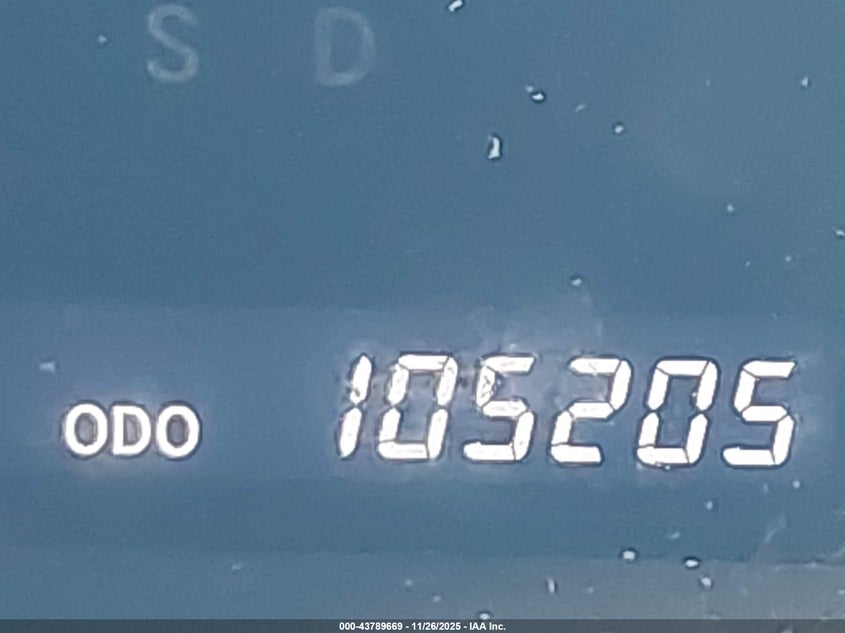 S D
ODO 105205
000-43789669 - 11/26/2025 - IAA Inc.